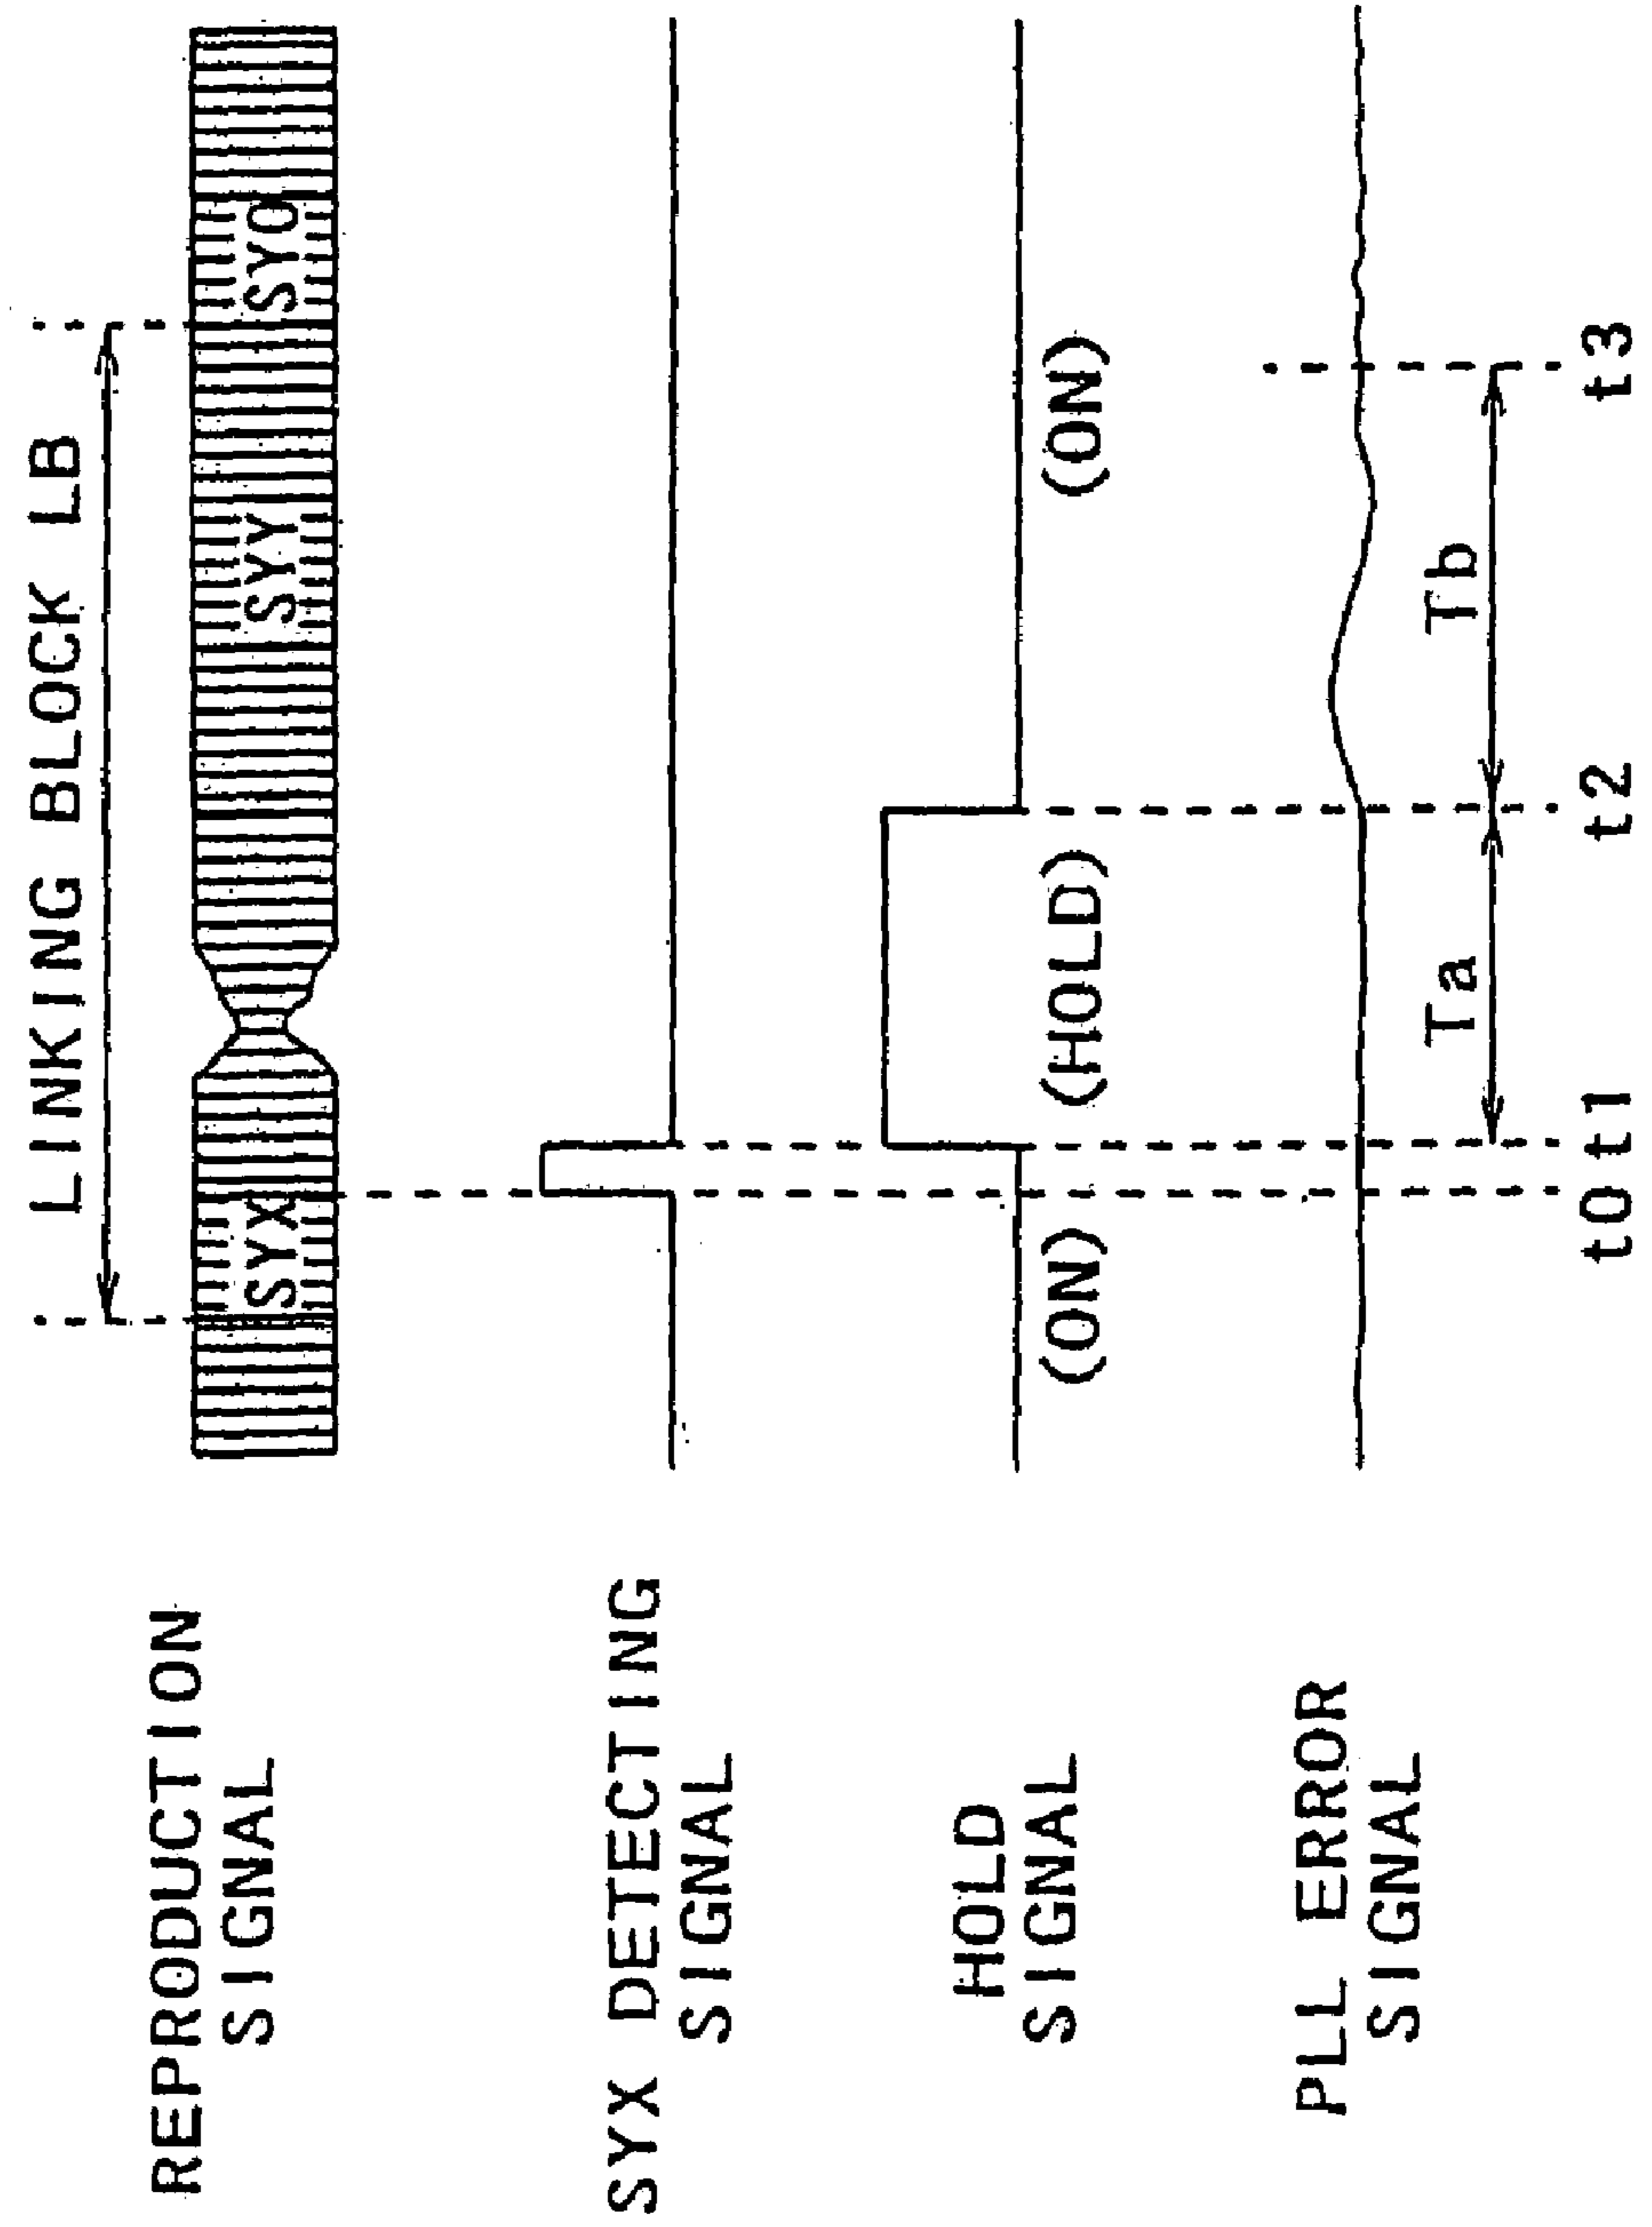 LINKING BLOCK LB
REPRODUCTION
SIGNAL
SYX
SYY
SYO
SYX DETECTING
SIGNAL
HOLD
SIGNAL
(ON)
(HOLD)
(ON)
PLL ERROR
SIGNAL
Ta
Tb
t0 t1
t2
t3